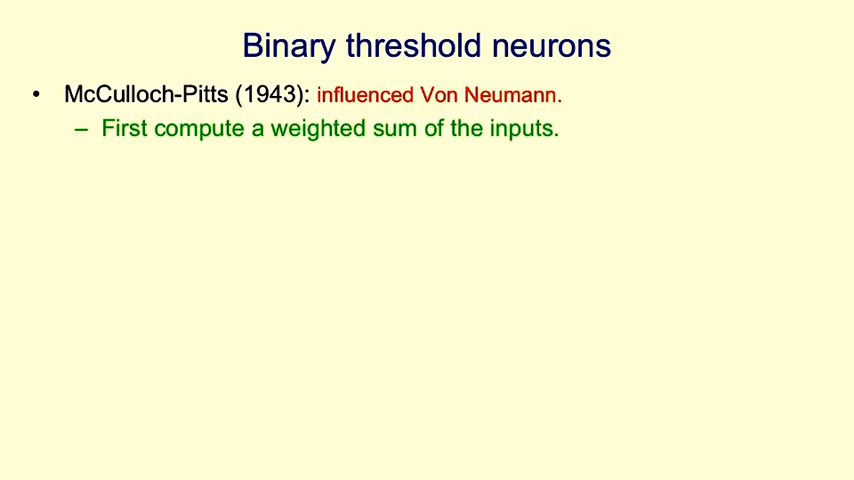 Binary threshold neurons
• McCulloch-Pitts (1943): influenced Von Neumann.
– First compute a weighted sum of the inputs.